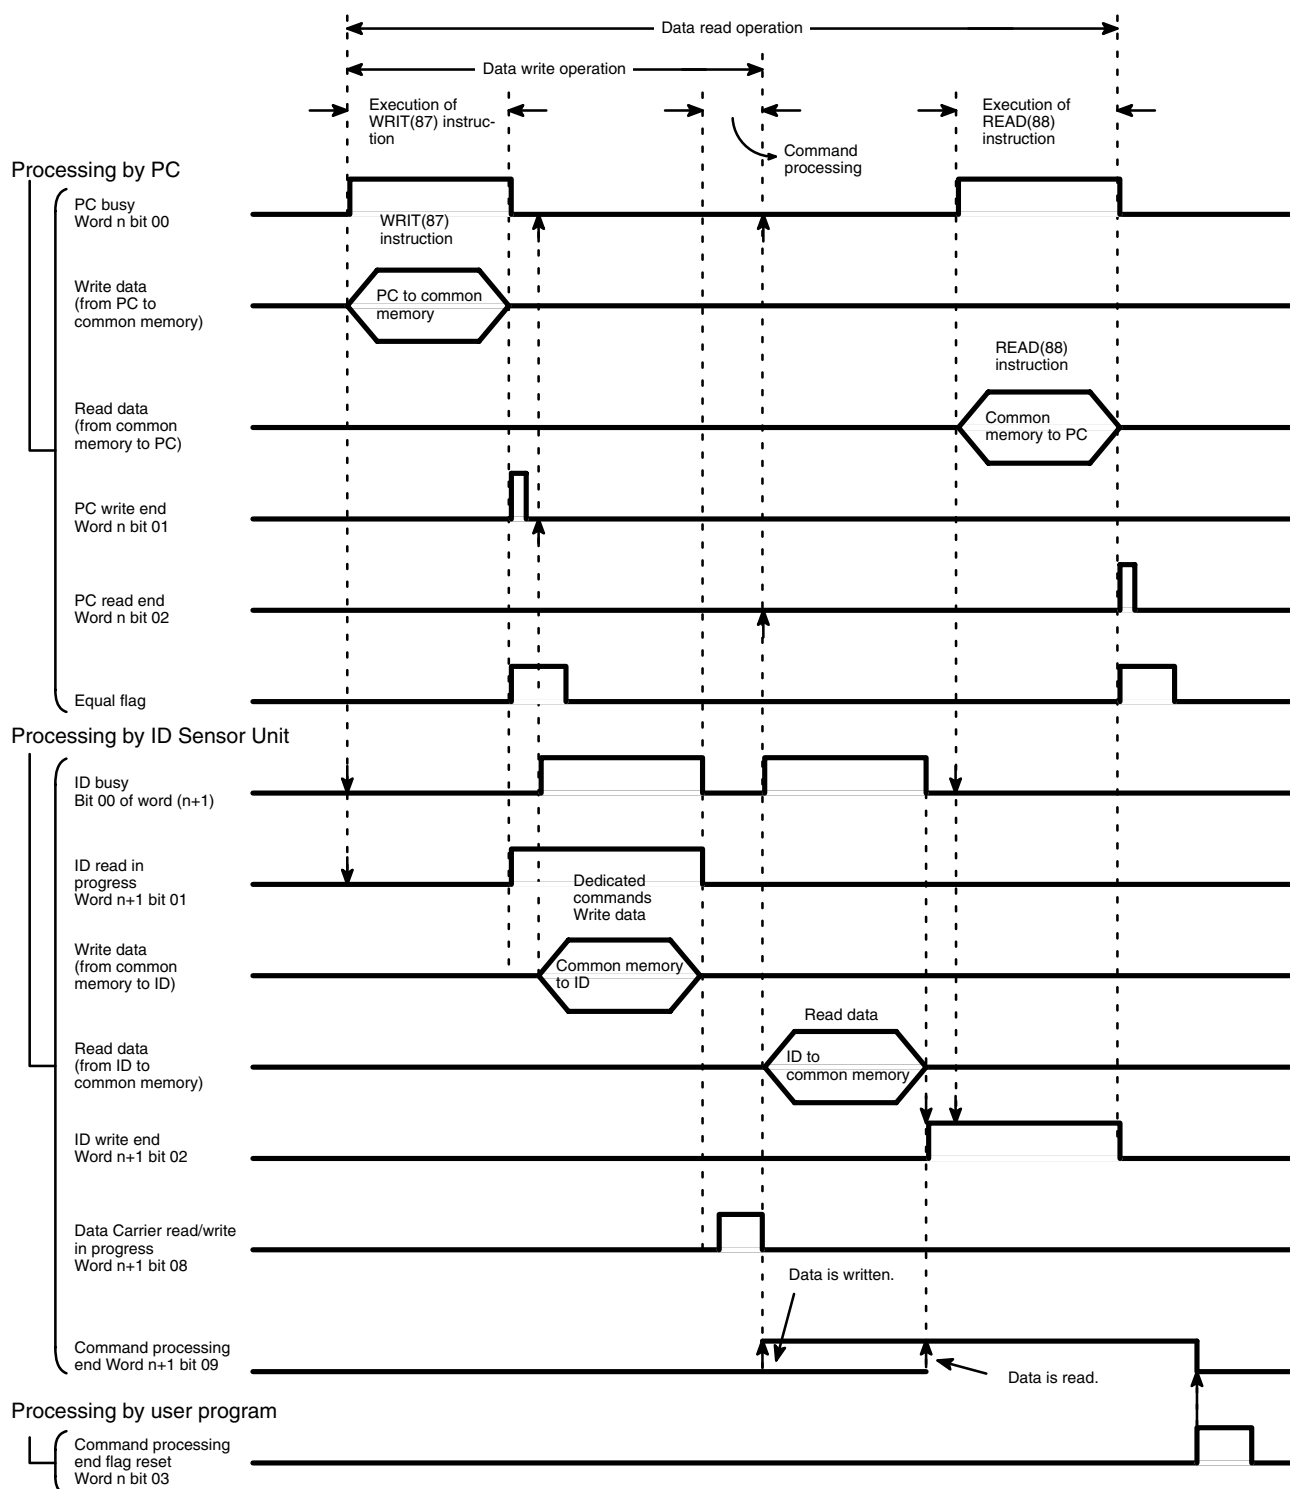 Data read operation
Data write operation
Execution of
WRIT(87) instruc-
tion
Execution of
READ(88)
instruction
Command
processing
Processing by PC
PC busy
Word n bit 00
WRIT(87)
instruction
Write data
(from PC to
common memory)
PC to common
memory
READ(88)
instruction
Read data
(from common
memory to PC)
Common
memory to PC
PC write end
Word n bit 01
PC read end
Word n bit 02
Equal flag
Processing by ID Sensor Unit
ID busy
Bit 00 of word (n+1)
ID read in
progress
Word n+1 bit 01
Dedicated
commands
Write data
Write data
(from common
memory to ID)
Common memory
to ID
Read data
Read data
(from ID to
common memory)
ID to
common memory
ID write end
Word n+1 bit 02
Data Carrier read/write
in progress
Word n+1 bit 08
Data is written.
Command processing
end Word n+1 bit 09
Data is read.
Processing by user program
Command processing
end flag reset
Word n bit 03